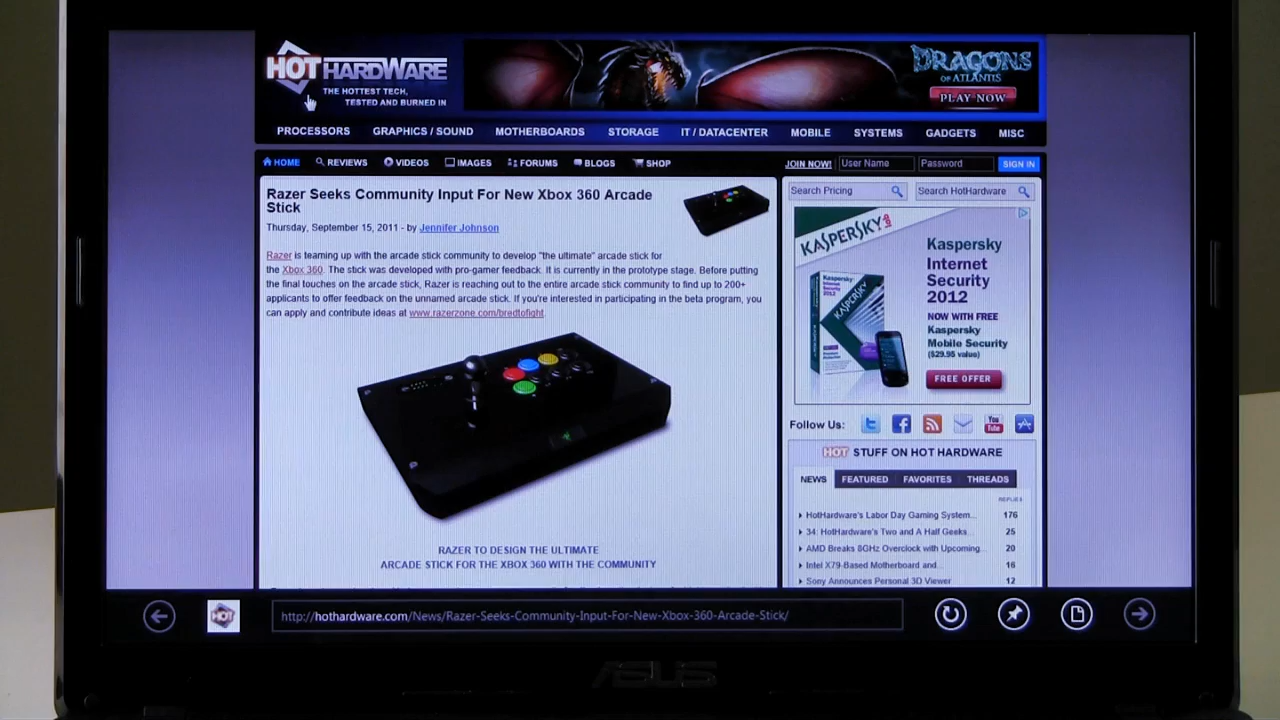 HOT HARDWARE
THE HOTTEST TECH,
TESTED AND BURNED IN
DRAGONS
OF ATLANTIS
PLAY NOW
PROCESSORS GRAPHICS / SOUND MOTHERBOARDS STORAGE IT / DATACENTER MOBILE SYSTEMS GADGETS MISC
HOME REVIEWS VIDEOS IMAGES FORUMS BLOGS SHOP
JOIN NOW! User Name Password SIGN IN
Razer Seeks Community Input For New Xbox 360 Arcade
Stick
Thursday, September 15, 2011 - by Jennifer Johnson
Razer is teaming up with the arcade stick community to develop "the ultimate" arcade stick for
the Xbox 360. The stick was developed with pro-gamer feedback. It is currently in the prototype stage. Before putting
the final touches on the arcade stick, Razer is reaching out to the entire arcade stick community to find up to 200+
applicants to offer feedback on the unnamed arcade stick. If you're interested in participating in the beta program, you
can apply and contribute ideas at www.razerzone.com/bredtofight.
RAZER TO DESIGN THE ULTIMATE
ARCADE STICK FOR THE XBOX 360 WITH THE COMMUNITY
Search Pricing Search HotHardware
KASPERSKY
Kaspersky
Internet
Security
2012
NOW WITH FREE
Kaspersky
Mobile Security
($29.95 value)
FREE OFFER
Follow Us:
You
Tube
HOT STUFF ON HOT HARDWARE
NEWS FEATURED FAVORITES THREADS
REPLIES
HotHardware's Labor Day Gaming System... 176
34: HotHardware's Two and A Half Geeks... 25
AMD Breaks 8GHz Overclock with Upcoming... 20
Intel X79-Based Motherboard and... 16
Sony Announces Personal 3D Viewer 12
HOT
http://hothardware.com/News/Razer-Seeks-Community-Input-For-New-Xbox-360-Arcade-Stick/
ASUS